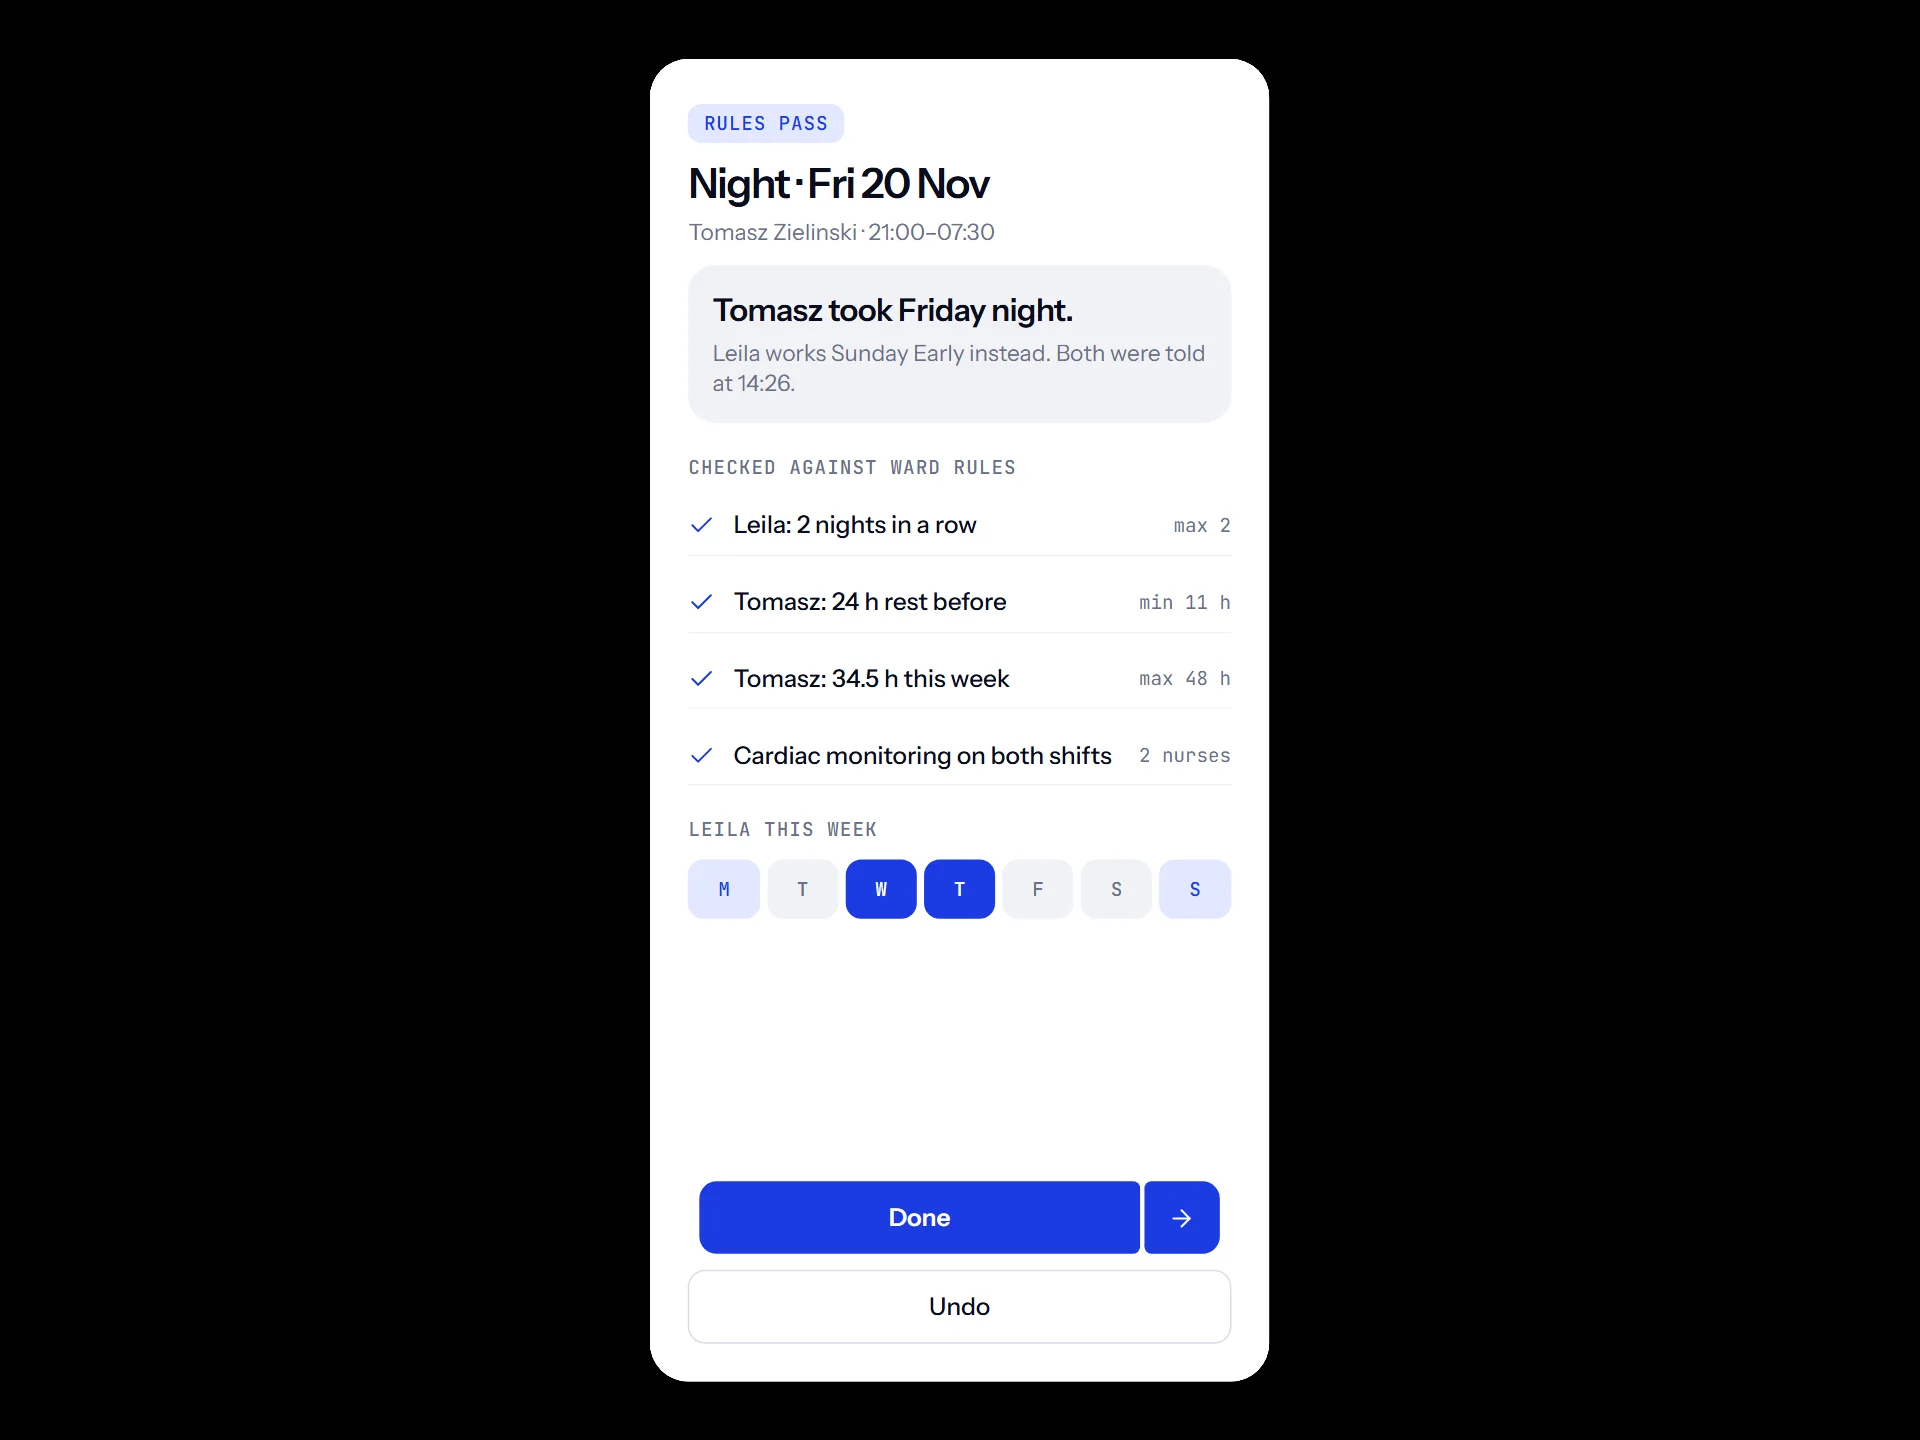 RULES PASS
Night · Fri 20 Nov
Tomasz Zielinski · 21:00–07:30
Tomasz took Friday night.
Leila works Sunday Early instead. Both were told
at 14:26.
CHECKED AGAINST WARD RULES
Leila: 2 nights in a row max 2
Tomasz: 24 h rest before min 11 h
Tomasz: 34.5 h this week max 48 h
Cardiac monitoring on both shifts 2 nurses
LEILA THIS WEEK
M T W T F S S
Done
Undo